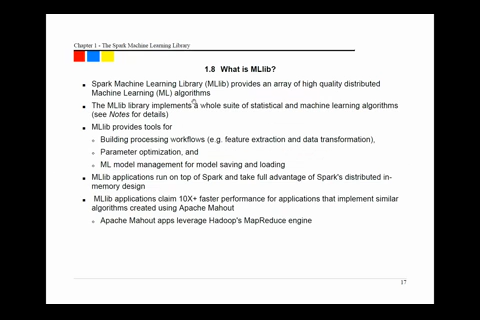 Chapter 1 - The Spark Machine Learning Library
1.8 What is MLlib?
Spark Machine Learning Library (MLlib) provides an array of high quality distributed
Machine Learning (ML) algorithms
The MLlib library implements a whole suite of statistical and machine learning algorithms
(see Notes for details)
MLlib provides tools for
Building processing workflows (e.g. feature extraction and data transformation),
Parameter optimization, and
ML model management for model saving and loading
MLlib applications run on top of Spark and take full advantage of Spark's distributed in-
memory design
MLlib applications claim 10X+ faster performance for applications that implement similar
algorithms created using Apache Mahout
Apache Mahout apps leverage Hadoop's MapReduce engine
17